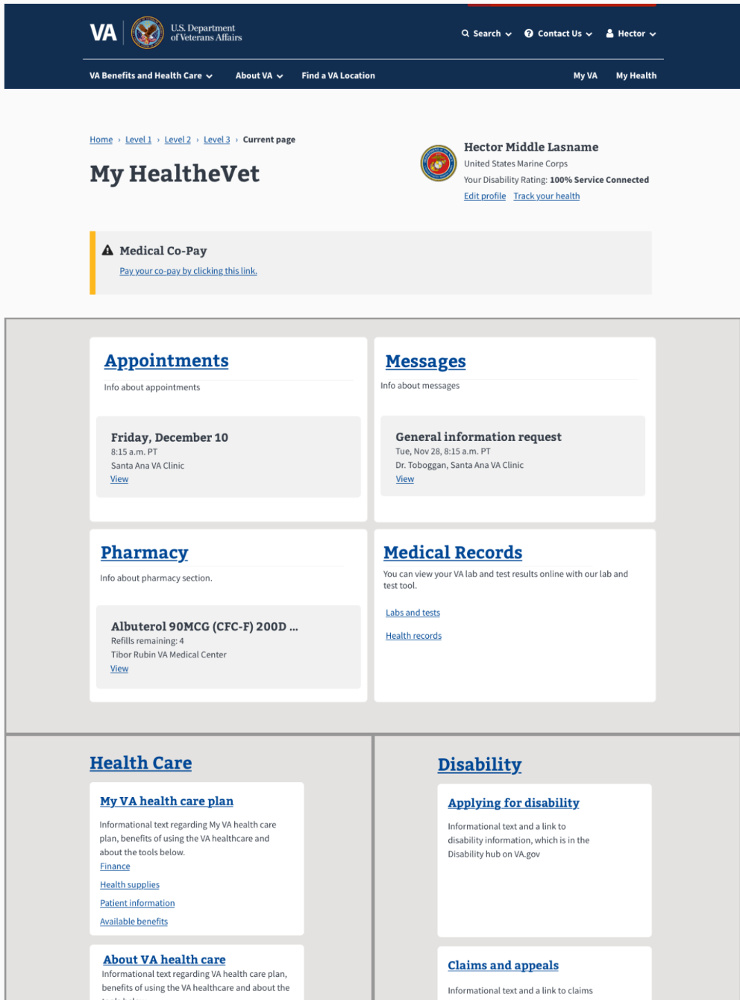 VA
U.S. Department
of Veterans Affairs
Search
Contact Us
Hector
VA Benefits and Health Care
About VA
Find a VA Location
My VA
My Health
Home › Level 1 › Level 2 › Level 3 › Current page
My HealtheVet
Hector Middle Lasname
United States Marine Corps
Your Disability Rating: 100% Service Connected
Edit profile
Track your health
Medical Co-Pay
Pay your co-pay by clicking this link.
Appointments
Info about appointments
Friday, December 10
8:15 a.m. PT
Santa Ana VA Clinic
View
Messages
Info about messages
General information request
Tue, Nov 28, 8:15 a.m. PT
Dr. Toboggan, Santa Ana VA Clinic
View
Pharmacy
Info about pharmacy section.
Albuterol 90MCG (CFC-F) 200D ...
Refills remaining: 4
Tibor Rubin VA Medical Center
View
Medical Records
You can view your VA lab and test results online with our lab and
test tool.
Labs and tests
Health records
Health Care
My VA health care plan
Informational text regarding My VA health care
plan, benefits of using the VA healthcare and
about the tools below.
Finance
Health supplies
Patient information
Available benefits
About VA health care
Informational text regarding VA health care plan,
benefits of using the VA healthcare and about the
Disability
Applying for disability
Informational text and a link to
disability information, which is in the
Disability hub on VA.gov
Claims and appeals
Informational text and a link to claims